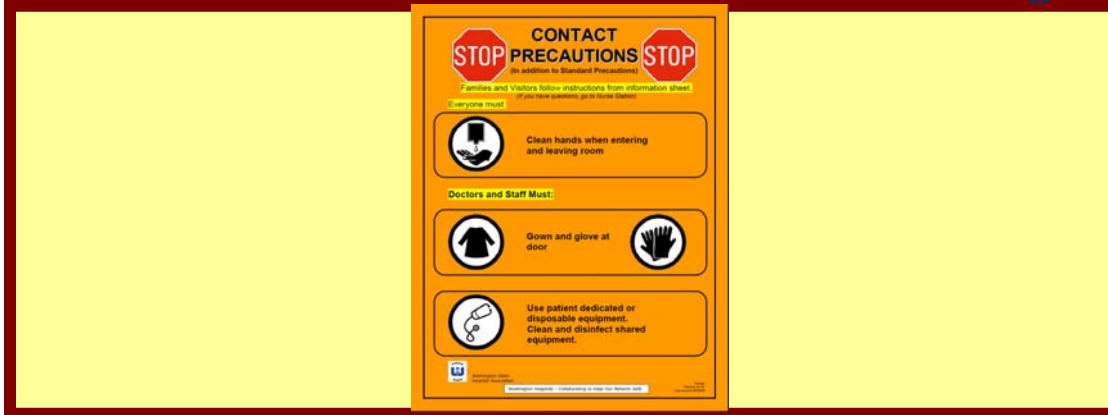 CONTACT
STOP PRECAUTIONS STOP
(In addition to Standard Precautions)
Families and Visitors follow instructions from information sheet.
(If you have questions, go to Nurse Station)
Everyone must
Clean hands when entering
and leaving room
Doctors and Staff Must:
Gown and glove at
door
Use patient dedicated or
disposable equipment.
Clean and disinfect shared
equipment.
Washington State
Hospital Association
Washington Hospitals – Collaborating to Keep Our Patients Safe